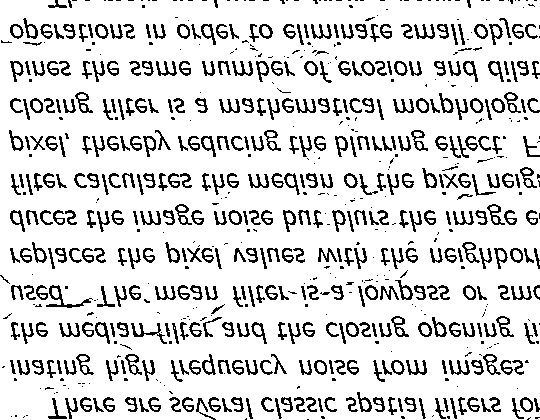 There are several classic spatial filters for
inating high frequency noise from images.
the median filter and the closing opening fi
used. The mean filter is a lowpass or smo
replaces the pixel values with the neighborh
duces the image noise but blurs the image e
filter calculates the median of the pixel neig
pixel, thereby reducing the blurring effect. F
closing filter is a mathematical morphologic
bines the same number of erosion and dilat
operations in order to eliminate small objec